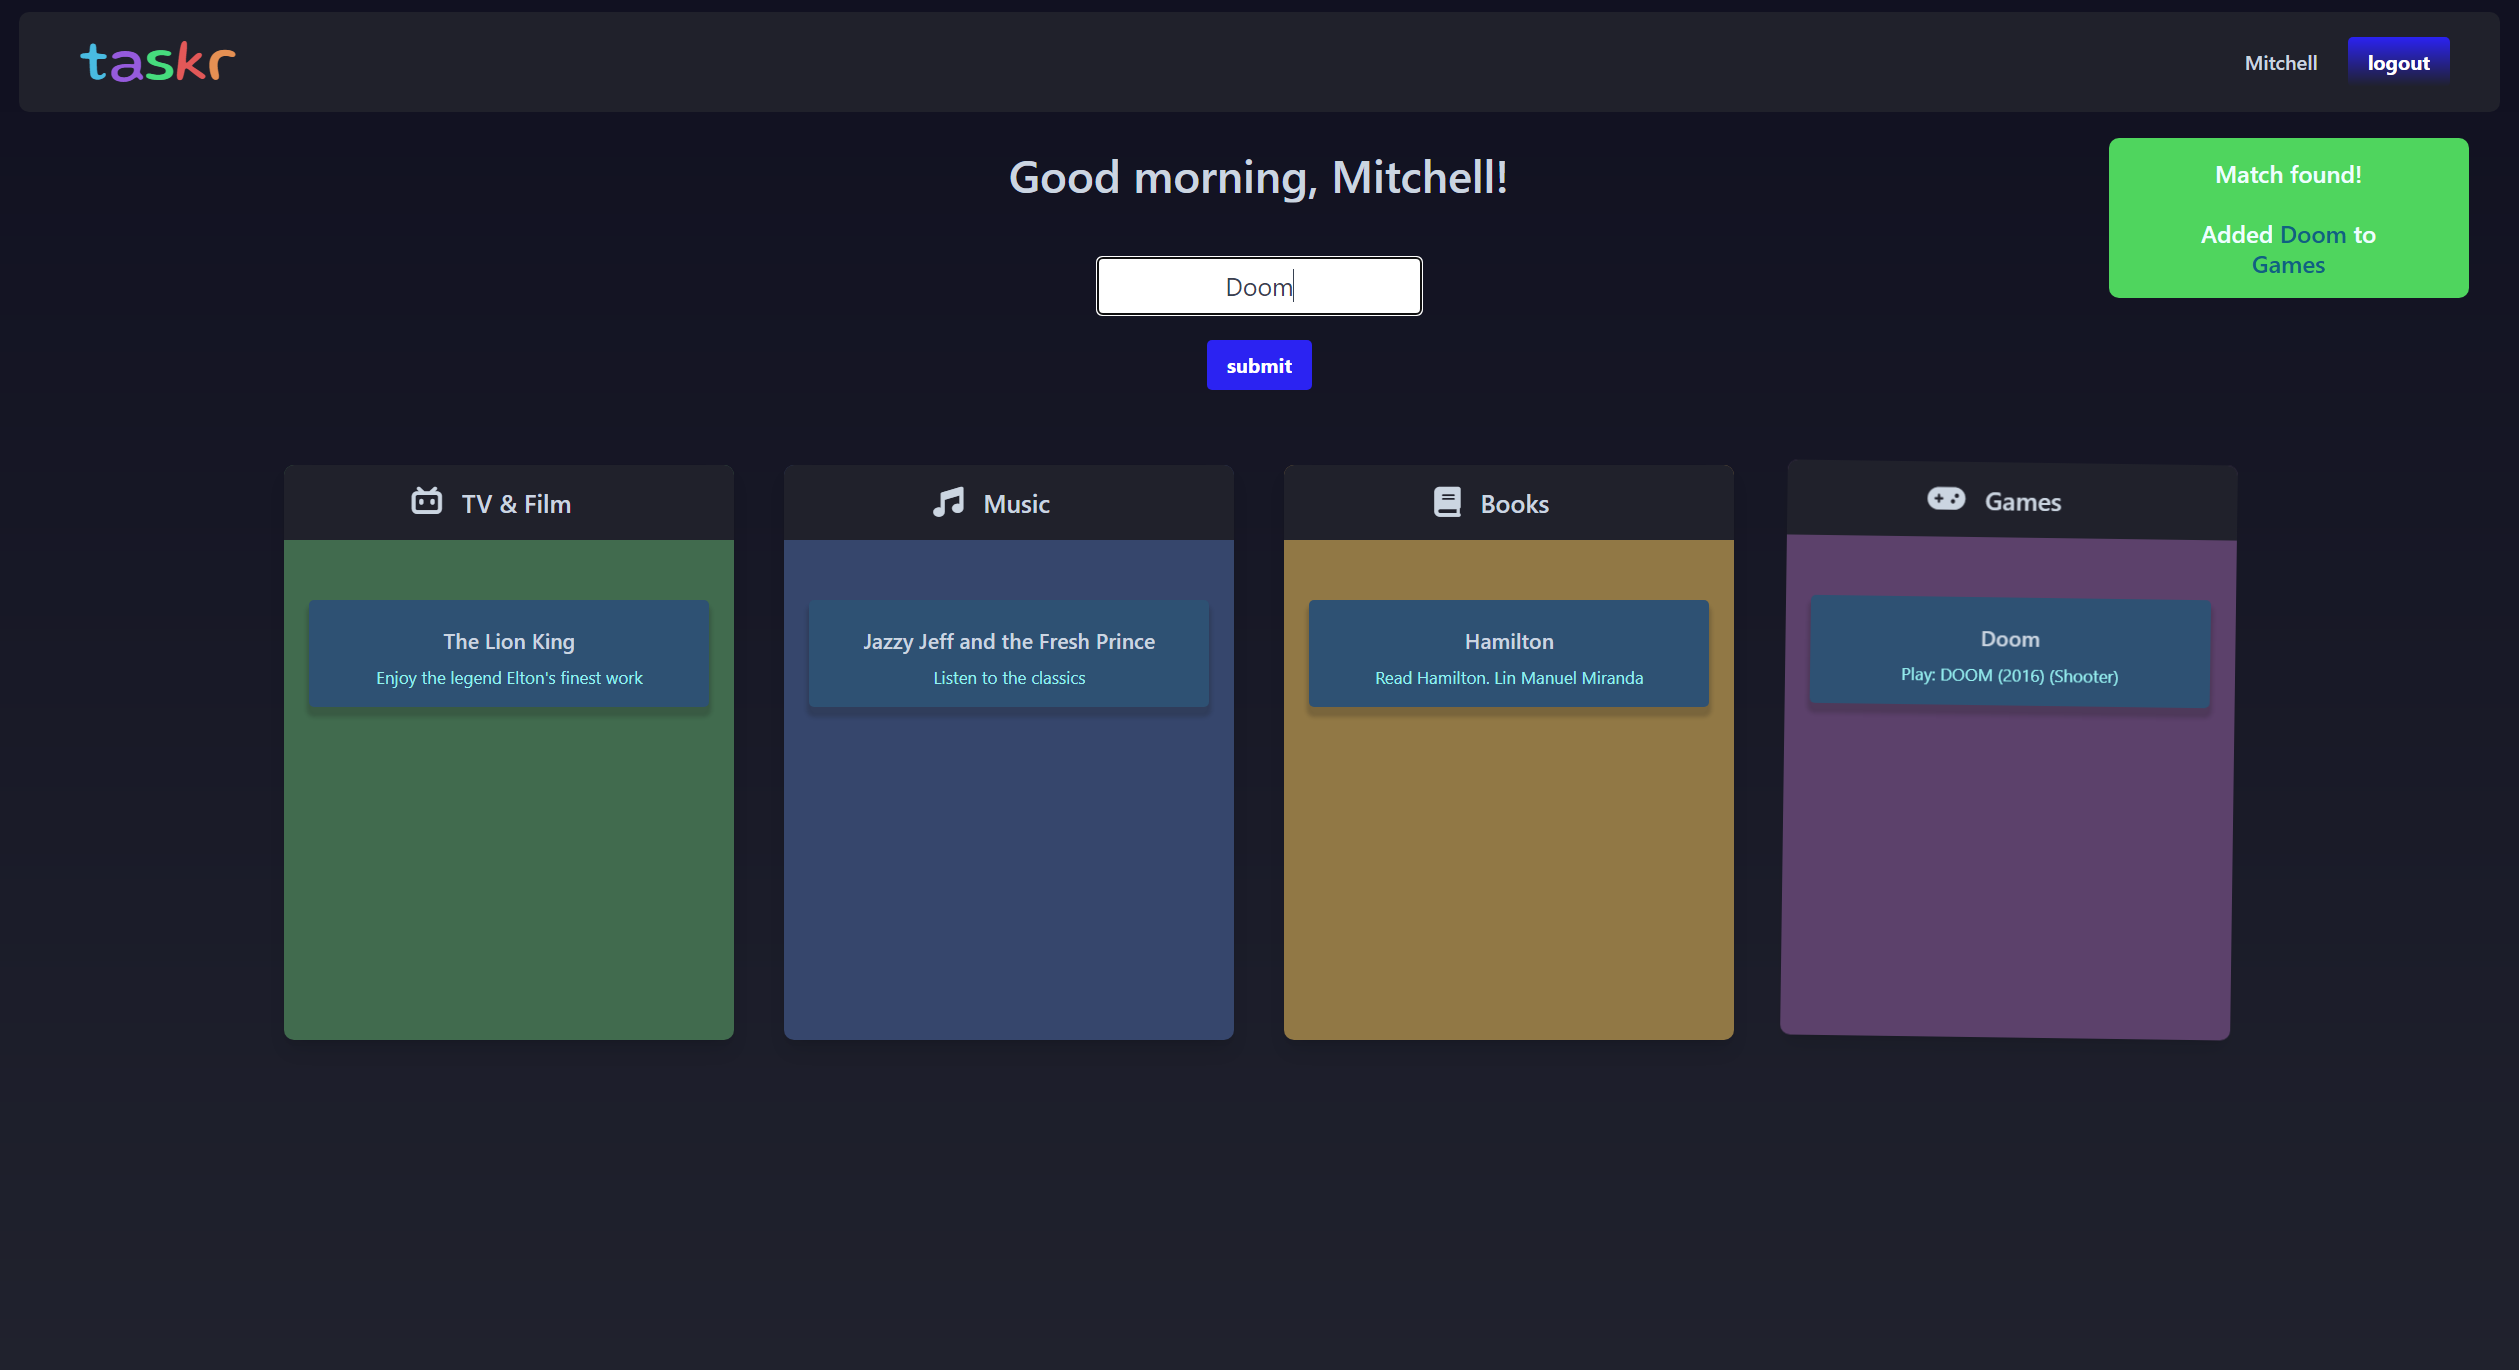 taskr
Mitchell
logout
Good morning, Mitchell!
Match found!
Added Doom to
Games
Doom
submit
TV & Film
The Lion King
Enjoy the legend Elton's finest work
Music
Jazzy Jeff and the Fresh Prince
Listen to the classics
Books
Hamilton
Read Hamilton. Lin Manuel Miranda
Games
Doom
Play: DOOM (2016) (Shooter)